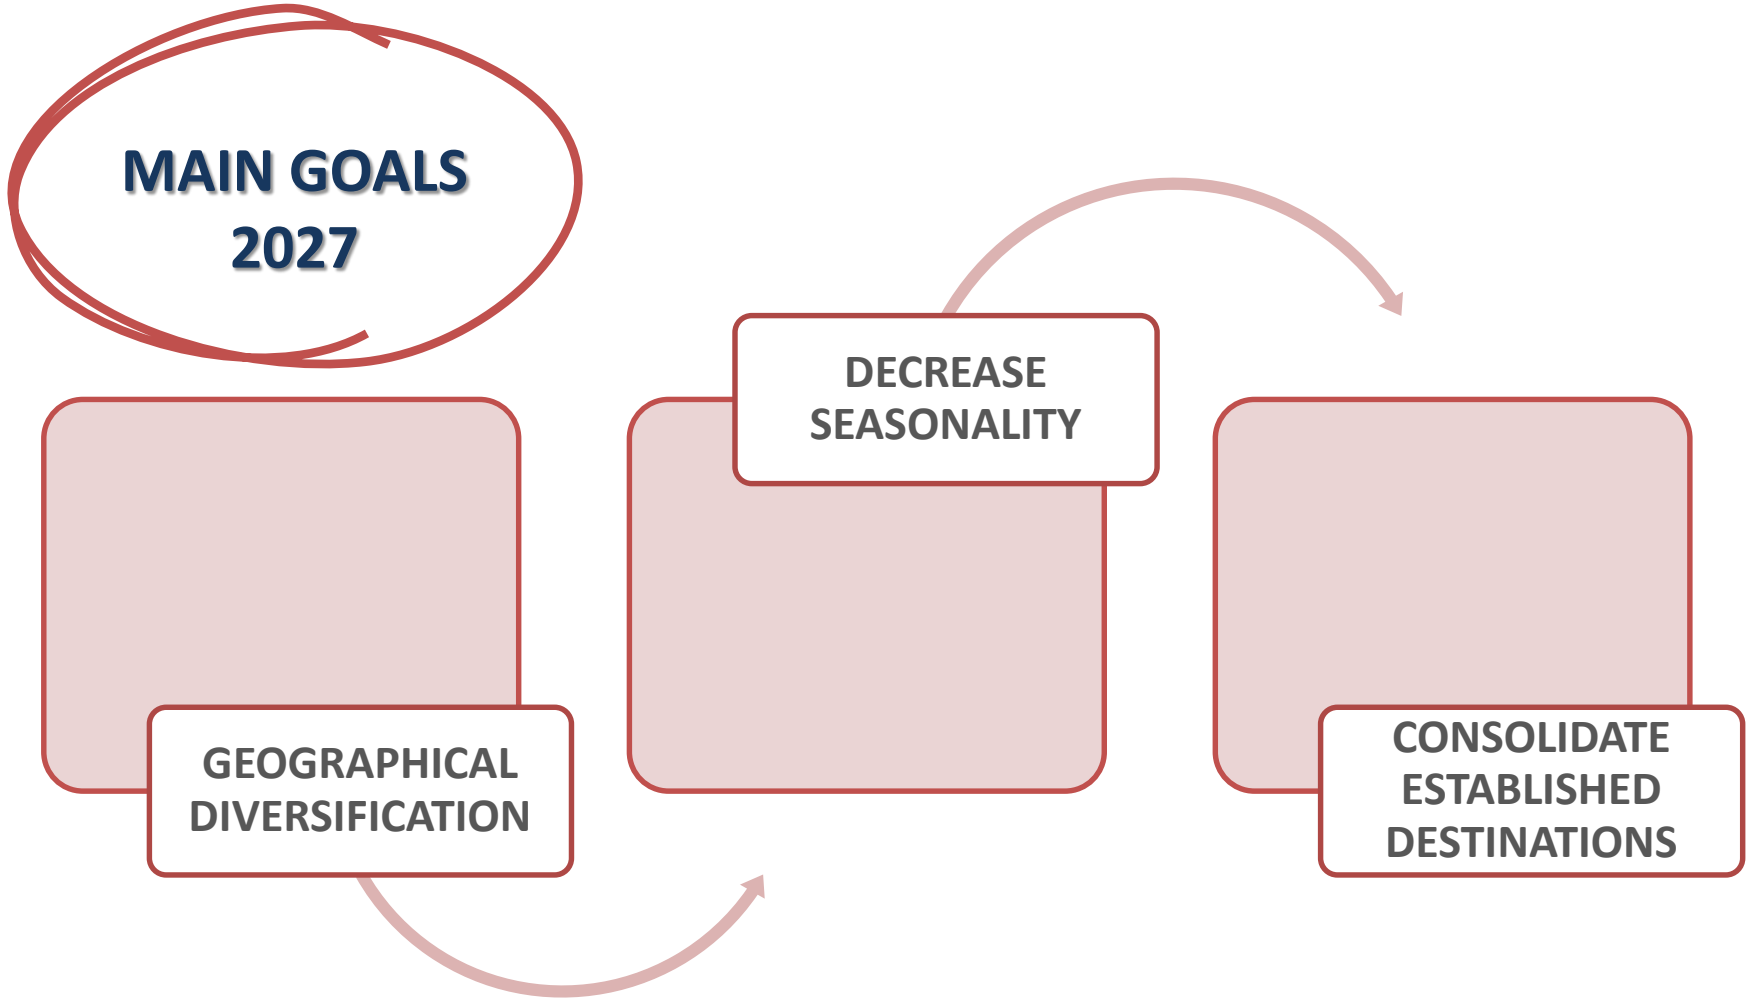 MAIN GOALS
2027
DECREASE
SEASONALITY
GEOGRAPHICAL
DIVERSIFICATION
CONSOLIDATE
ESTABLISHED
DESTINATIONS